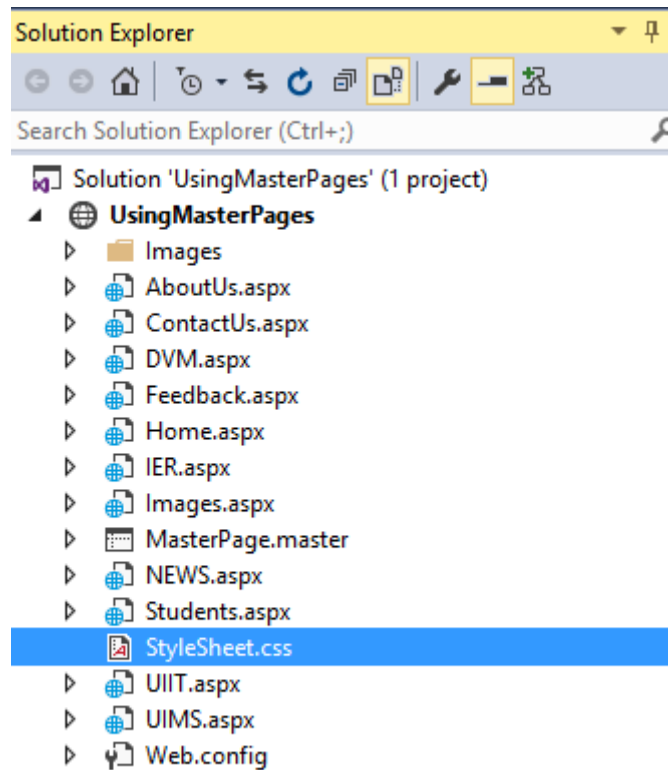 Solution Explorer
Search Solution Explorer (Ctrl+;)
Solution 'UsingMasterPages' (1 project)
UsingMasterPages
Images
AboutUs.aspx
ContactUs.aspx
DVM.aspx
Feedback.aspx
Home.aspx
IER.aspx
Images.aspx
MasterPage.master
NEWS.aspx
Students.aspx
StyleSheet.css
UIIT.aspx
UIMS.aspx
Web.config